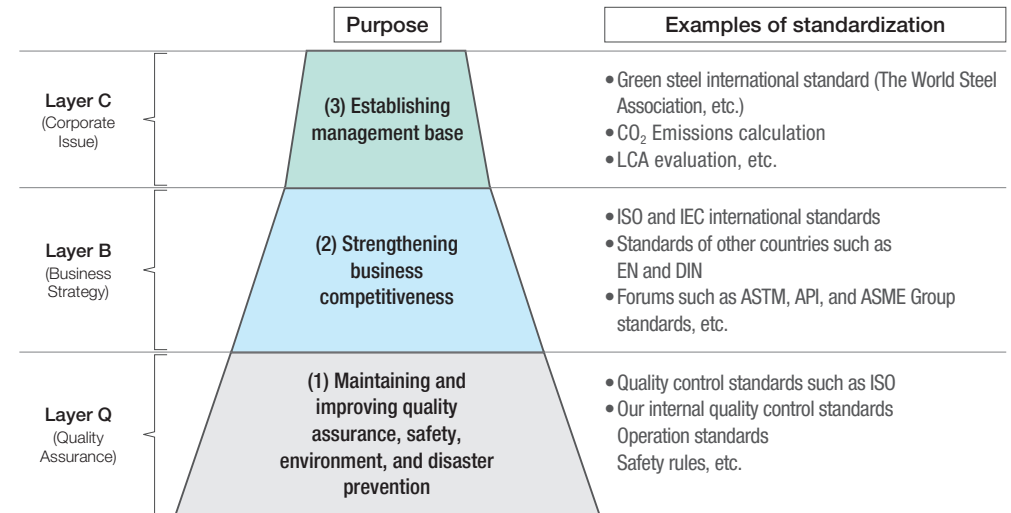 Purpose
Examples of standardization
Layer C
(Corporate
Issue)
(3) Establishing
management base
•Green steel international standard (The World Steel
Association, etc.)
•CO₂ Emissions calculation
•LCA evaluation, etc.
Layer B
(Business
Strategy)
(2) Strengthening
business
competitiveness
•ISO and IEC international standards
•Standards of other countries such as
EN and DIN
•Forums such as ASTM, API, and ASME Group
standards, etc.
Layer Q
(Quality
Assurance)
(1) Maintaining and
improving quality
assurance, safety,
environment, and disaster
prevention
•Quality control standards such as ISO
•Our internal quality control standards
Operation standards
Safety rules, etc.